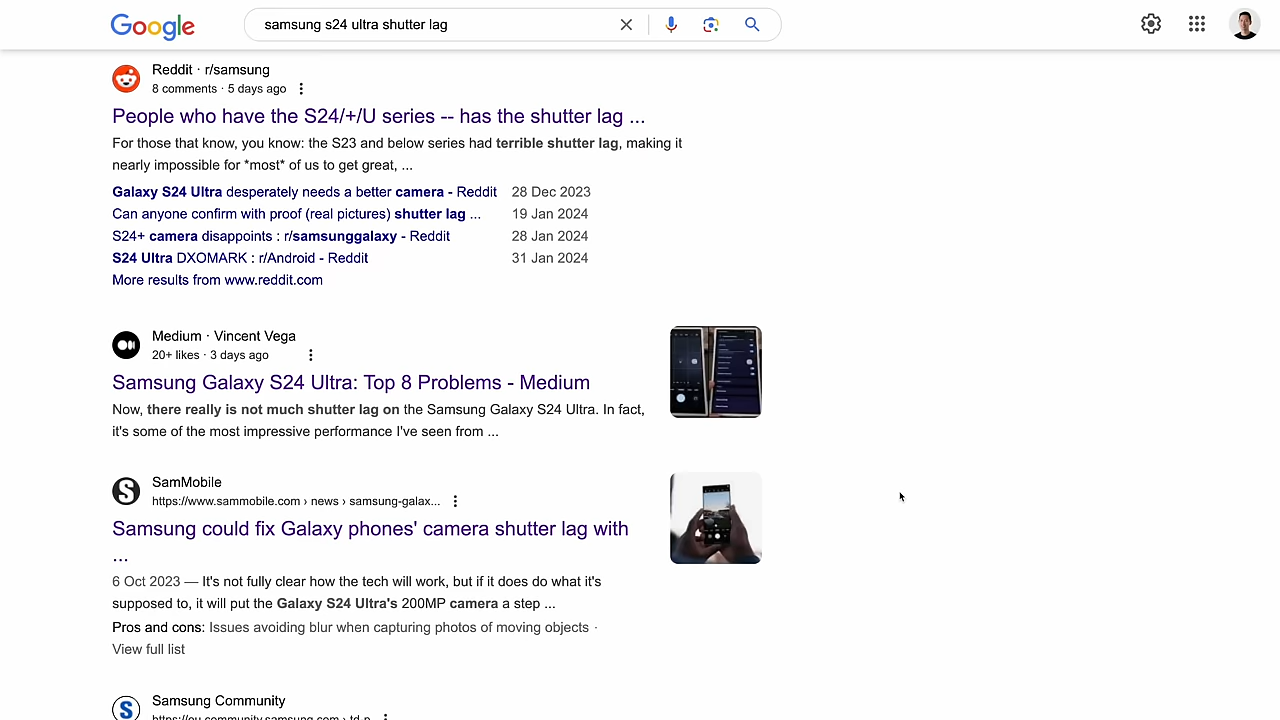 Google
samsung s24 ultra shutter lag
Reddit · r/samsung
8 comments · 5 days ago
People who have the S24/+/U series -- has the shutter lag ...
For those that know, you know: the S23 and below series had terrible shutter lag, making it
nearly impossible for *most* of us to get great, ...
Galaxy S24 Ultra desperately needs a better camera - Reddit 28 Dec 2023
Can anyone confirm with proof (real pictures) shutter lag ... 19 Jan 2024
S24+ camera disappoints : r/samsunggalaxy - Reddit 28 Jan 2024
S24 Ultra DXOMARK : r/Android - Reddit 31 Jan 2024
More results from www.reddit.com
Medium · Vincent Vega
20+ likes · 3 days ago
Samsung Galaxy S24 Ultra: Top 8 Problems - Medium
Now, there really is not much shutter lag on the Samsung Galaxy S24 Ultra. In fact,
it's some of the most impressive performance I've seen from ...
SamMobile
https://www.sammobile.com › news › samsung-galax...
Samsung could fix Galaxy phones' camera shutter lag with
...
6 Oct 2023 — It's not fully clear how the tech will work, but if it does do what it's
supposed to, it will put the Galaxy S24 Ultra's 200MP camera a step ...
Pros and cons: Issues avoiding blur when capturing photos of moving objects ·
View full list
Samsung Community
https://eu.community.samsung.com › td-p